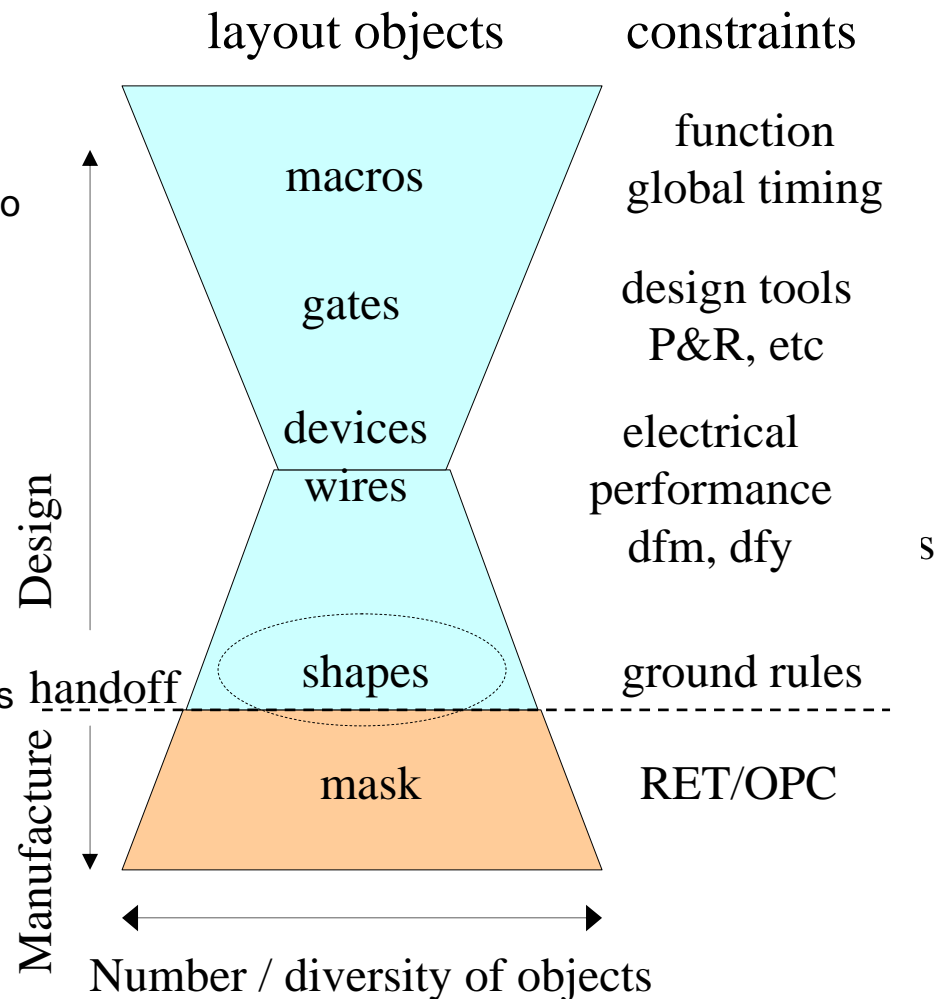 layout objects constraints
function
macros
global timing
o
design tools
gates
P&R, etc
devices
electrical
wires
performance
dfm, dfy
s
Design
shapes
ground rules
s handoff
mask
RET/OPC
Manufacture
Number / diversity of objects